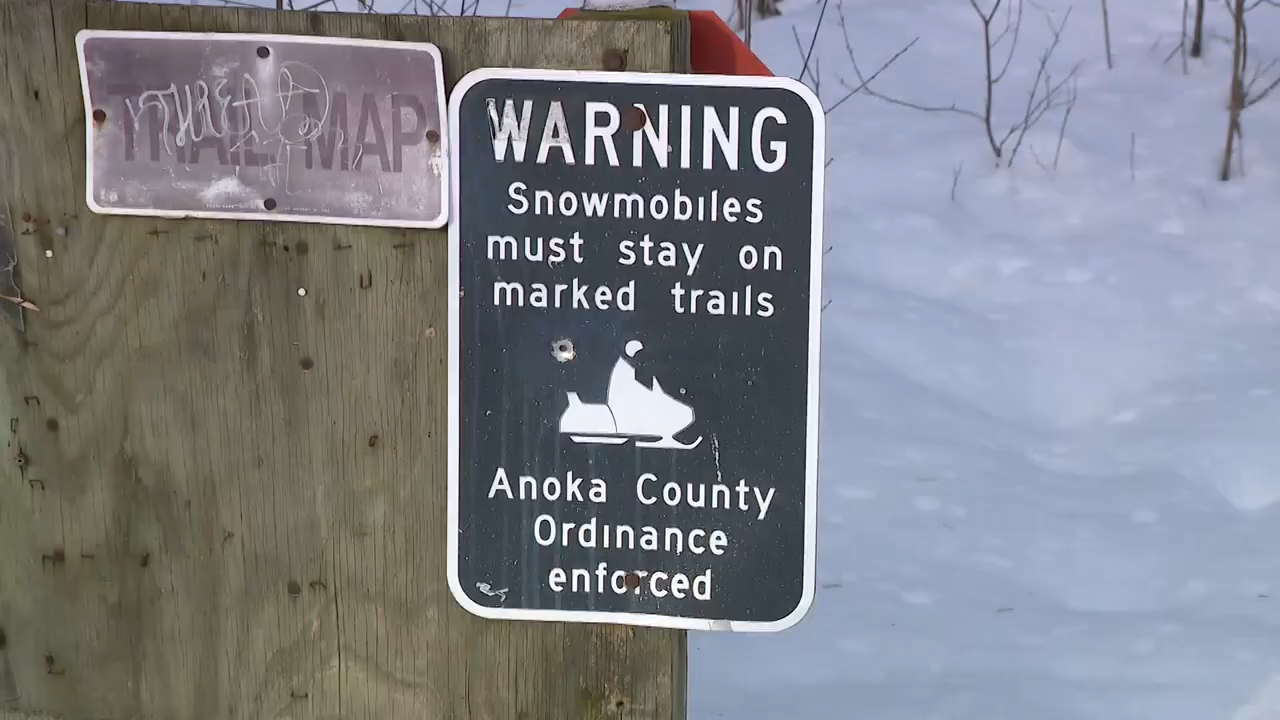 TRAIL MAP
WARNING
Snowmobiles
must stay on
marked trails
Anoka County
Ordinance
enforced